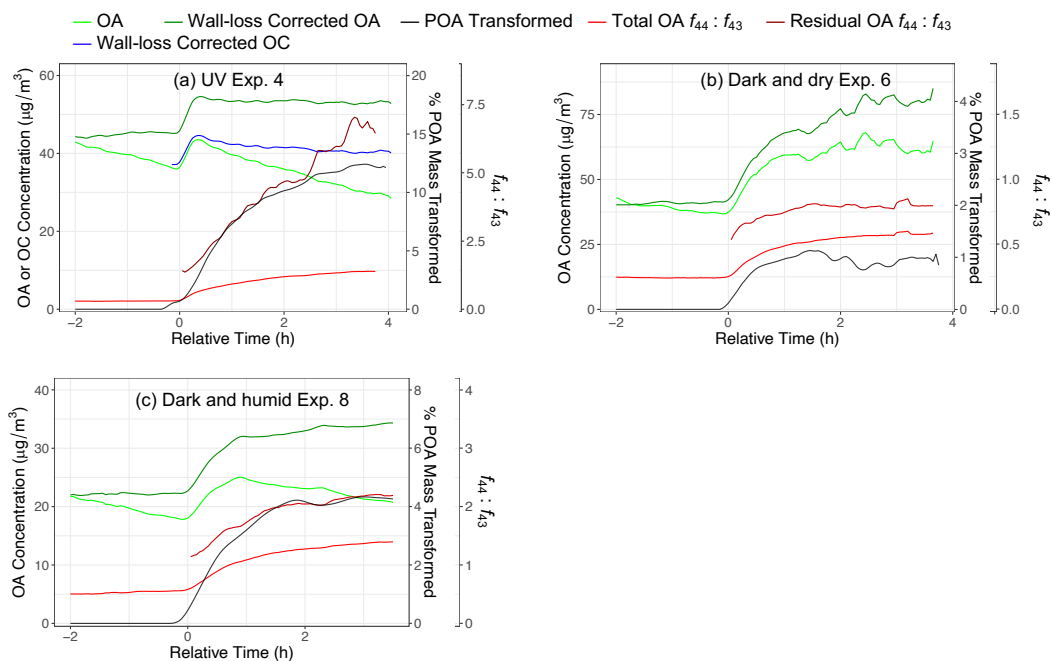 OA Wall-loss Corrected OA POA Transformed Total OA f44 : f43 Residual OA f44 : f43
Wall-loss Corrected OC
(a) UV Exp. 4
OA or OC Concentration (μg/m³)
60
40
20
0
20
15
10
5
0
% POA Mass Transformed
7.5
5.0
2.5
0.0
f44 : f43
−2 0 2 4
Relative Time (h)
(b) Dark and dry Exp. 6
OA Concentration (μg/m³)
75
50
25
0
4
3
2
1
0
% POA Mass Transformed
1.5
1.0
0.5
0.0
f44 : f43
−2 0 2 4
Relative Time (h)
(c) Dark and humid Exp. 8
OA Concentration (μg/m³)
40
30
20
10
0
8
6
4
2
0
% POA Mass Transformed
4
3
2
1
0
f44 : f43
−2 0 2
Relative Time (h)